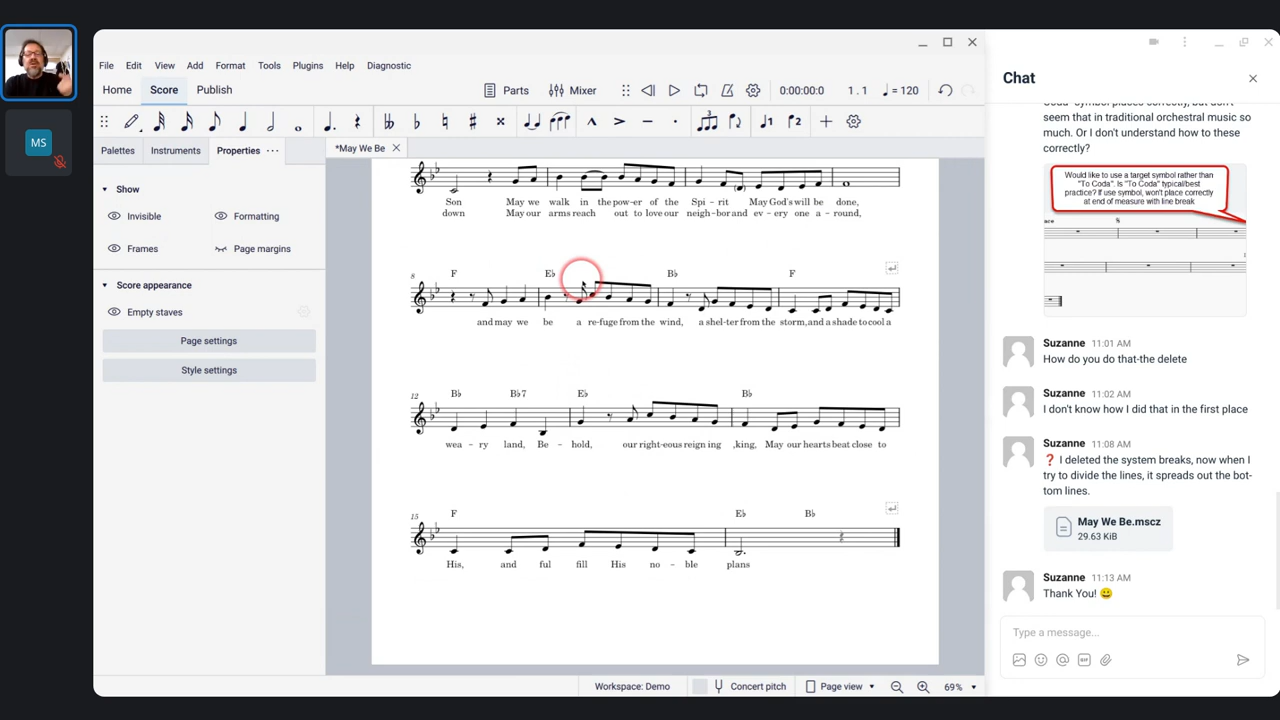 MS
File Edit View Add Format Tools Plugins Help Diagnostic
Home Score Publish Parts Mixer 0:00:00:0 1 . 1 = 120
Palettes Instruments Properties *May We Be
Show
Invisible Formatting
Frames Page margins
Score appearance
Empty staves
Page settings
Style settings
Son May we walk in the pow-er of the Spi-rit May God's will be done,
down May our arms reach out to love our neigh-bor and ev-ery one a-round,
8
F E♭ B♭ F
and may we be a re-fuge from the wind, a shel-ter from the storm, and a shade to cool a
12
B♭ B♭7 E♭ B♭
wea-ry land, Be-hold, our right-eous reign ing ,king, May our hearts beat close to
15
F E♭ B♭
His, and ful fill His no-ble plans
Workspace: Demo Concert pitch Page view 69%
Chat
seem that in traditional orchestral music so
much. Or I don't understand how to these
correctly?
Would like to use a target symbol rather than
"To Coda". Is "To Coda" typical/best
practice? If use symbol, won't place correctly
at end of measure with line break
Suzanne 11:01 AM
How do you do that-the delete
Suzanne 11:02 AM
I don't know how I did that in the first place
Suzanne 11:08 AM
❓ I deleted the system breaks, now when I
try to divide the lines, it spreads out the bot-
tom lines.
May We Be.mscz
29.63 KiB
Suzanne 11:13 AM
Thank You! 😀
Type a message...
GIF